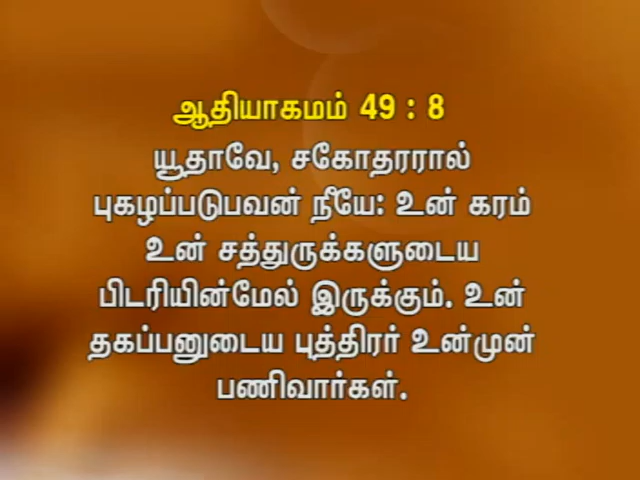 ஆதியாகமம் 49 : 8
யூதாவே, சகோதரரால்
புகழப்படுபவன் நீயே: உன் கரம்
உன் சத்துருக்களுடைய
பிடரியின்மேல் இருக்கும். உன்
தகப்பனுடைய புத்திரர் உன்முன்
பணிவார்கள்.